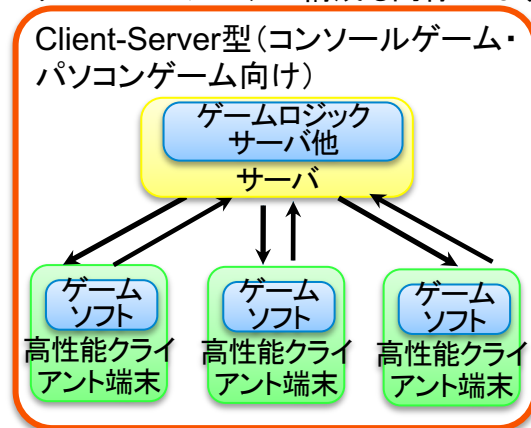 Client-Server型(コンソールゲーム・
パソコンゲーム向け)
ゲームロジック
サーバ他
サーバ
ゲーム
ソフト
高性能クライ
アント端末
ゲーム
ソフト
高性能クライ
アント端末
ゲーム
ソフト
高性能クライ
アント端末